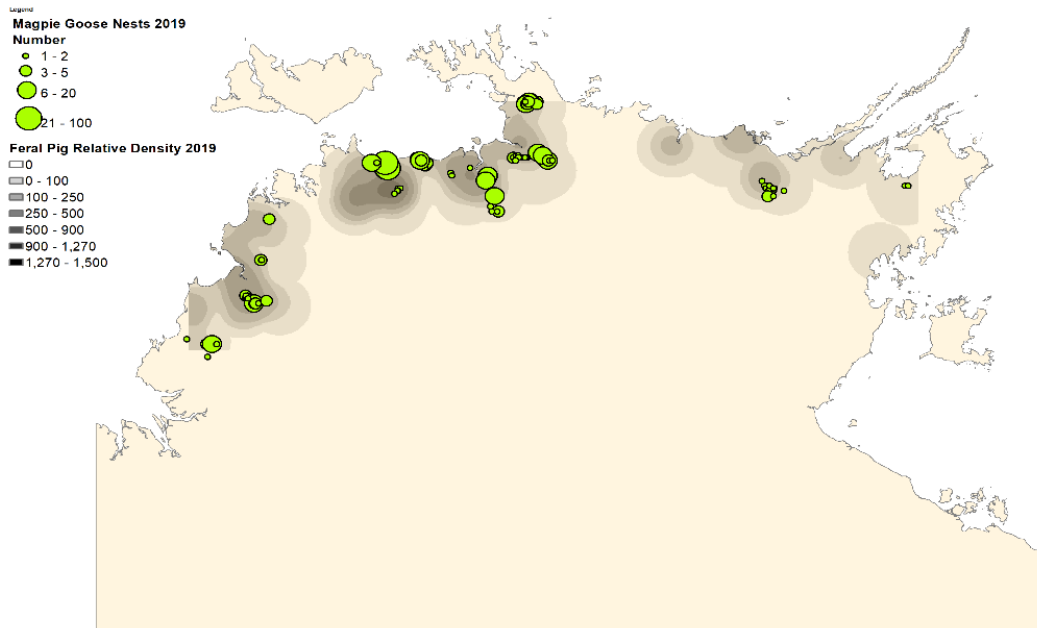 Legend
Magpie Goose Nests 2019
Number
1 - 2
3 - 5
6 - 20
21 - 100
Feral Pig Relative Density 2019
0
0 - 100
100 - 250
250 - 500
500 - 900
900 - 1,270
1,270 - 1,500